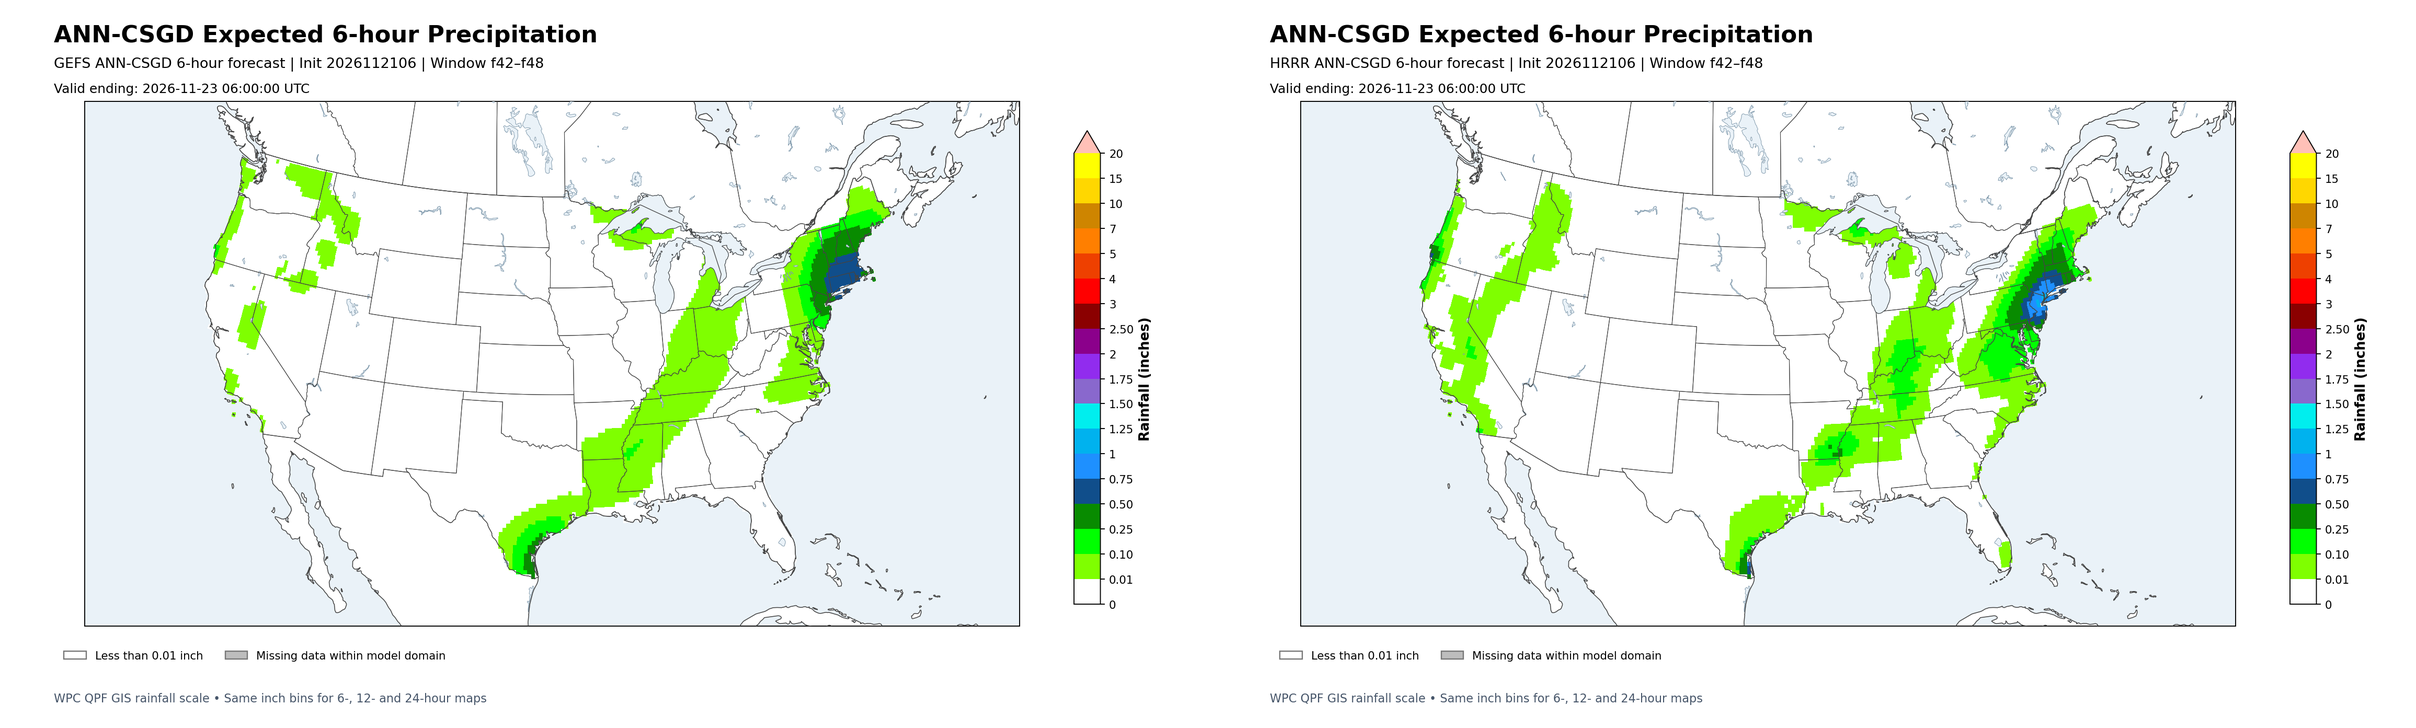 ANN-CSGD Expected 6-hour Precipitation
GEFS ANN-CSGD 6-hour forecast | Init 2026112106 | Window f42–f48
Valid ending: 2026-11-23 06:00:00 UTC
20
15
10
7
5
4
3
2.50
2
1.75
1.50
1.25
1
0.75
0.50
0.25
0.10
0.01
0
Rainfall (inches)
Less than 0.01 inch
Missing data within model domain
WPC QPF GIS rainfall scale • Same inch bins for 6-, 12- and 24-hour maps
ANN-CSGD Expected 6-hour Precipitation
HRRR ANN-CSGD 6-hour forecast | Init 2026112106 | Window f42–f48
Valid ending: 2026-11-23 06:00:00 UTC
20
15
10
7
5
4
3
2.50
2
1.75
1.50
1.25
1
0.75
0.50
0.25
0.10
0.01
0
Rainfall (inches)
Less than 0.01 inch
Missing data within model domain
WPC QPF GIS rainfall scale • Same inch bins for 6-, 12- and 24-hour maps